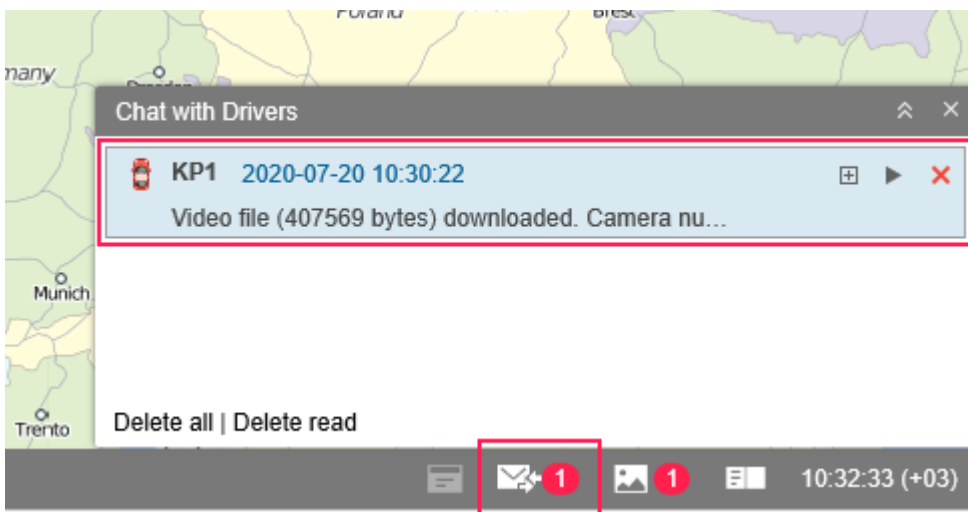 Poland
Brest
many
Dresden
Chat with Drivers
KP1 2020-07-20 10:30:22
Video file (407569 bytes) downloaded. Camera nu...
Munich
Trento
Delete all | Delete read
1
1
10:32:33 (+03)